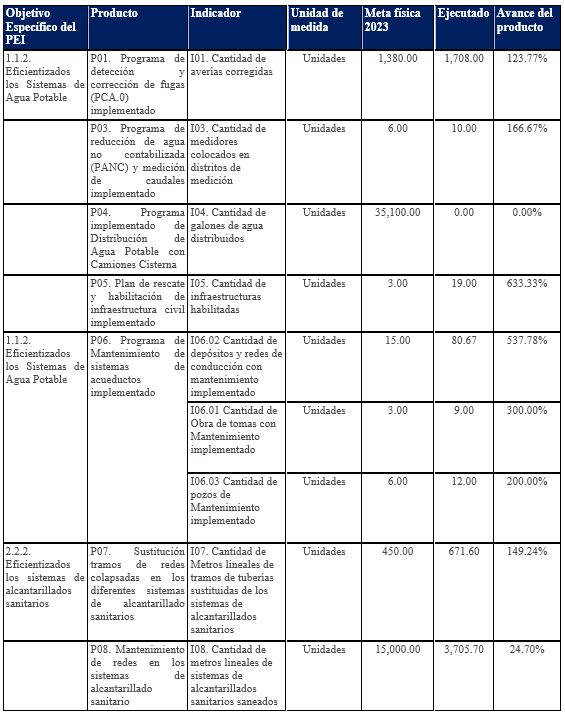 Objetivo Específico del PEI
Producto
Indicador
Unidad de medida
Meta física 2023
Ejecutado
Avance del producto
1.1.2.
Eficientizados
los Sistemas de
Agua Potable
P01. Programa de
detección y
corrección de fugas
(PCA.0)
implementado
I01. Cantidad de
averías corregidas
Unidades
1,380.00
1,708.00
123.77%
P03. Programa de
reducción de agua
no contabilizada
(PANC) y medición
de caudales
implementado
I03. Cantidad de
medidores
colocados en
distritos de
medición
Unidades
6.00
10.00
166.67%
P04. Programa
implementado de
Distribución de
Agua Potable con
Camiones Cisterna
I04. Cantidad de
galones de agua
distribuidos
Unidades
35,100.00
0.00
0.00%
P05. Plan de rescate
y habilitación de
infraestructura civil
implementado
I05. Cantidad de
infraestructuras
habilitadas
Unidades
3.00
19.00
633.33%
1.1.2.
Eficientizados
los Sistemas de
Agua Potable
P06. Programa de
Mantenimiento de
sistemas de
acueductos
implementado
I06.02 Cantidad de
depósitos y redes de
conducción con
mantenimiento
implementado
Unidades
15.00
80.67
537.78%
I06.01 Cantidad de
Obra de tomas con
Mantenimiento
implementado
Unidades
3.00
9.00
300.00%
I06.03 Cantidad de
pozos de
Mantenimiento
implementado
Unidades
6.00
12.00
200.00%
2.2.2.
Eficientizados
los sistemas de
alcantarillados
sanitarios
P07. Sustitución
tramos de redes
colapsadas en los
diferentes sistemas
de alcantarillado
sanitarios
I07. Cantidad de
Metros lineales de
tramos de tuberías
sustituidas de los
sistemas de
alcantarillados
sanitarios
Unidades
450.00
671.60
149.24%
P08. Mantenimiento
de redes en los
sistemas de
alcantarillado
sanitario
I08. Cantidad de
metros lineales de
sistemas de
alcantarillados
sanitarios saneados
Unidades
15,000.00
3,705.70
24.70%